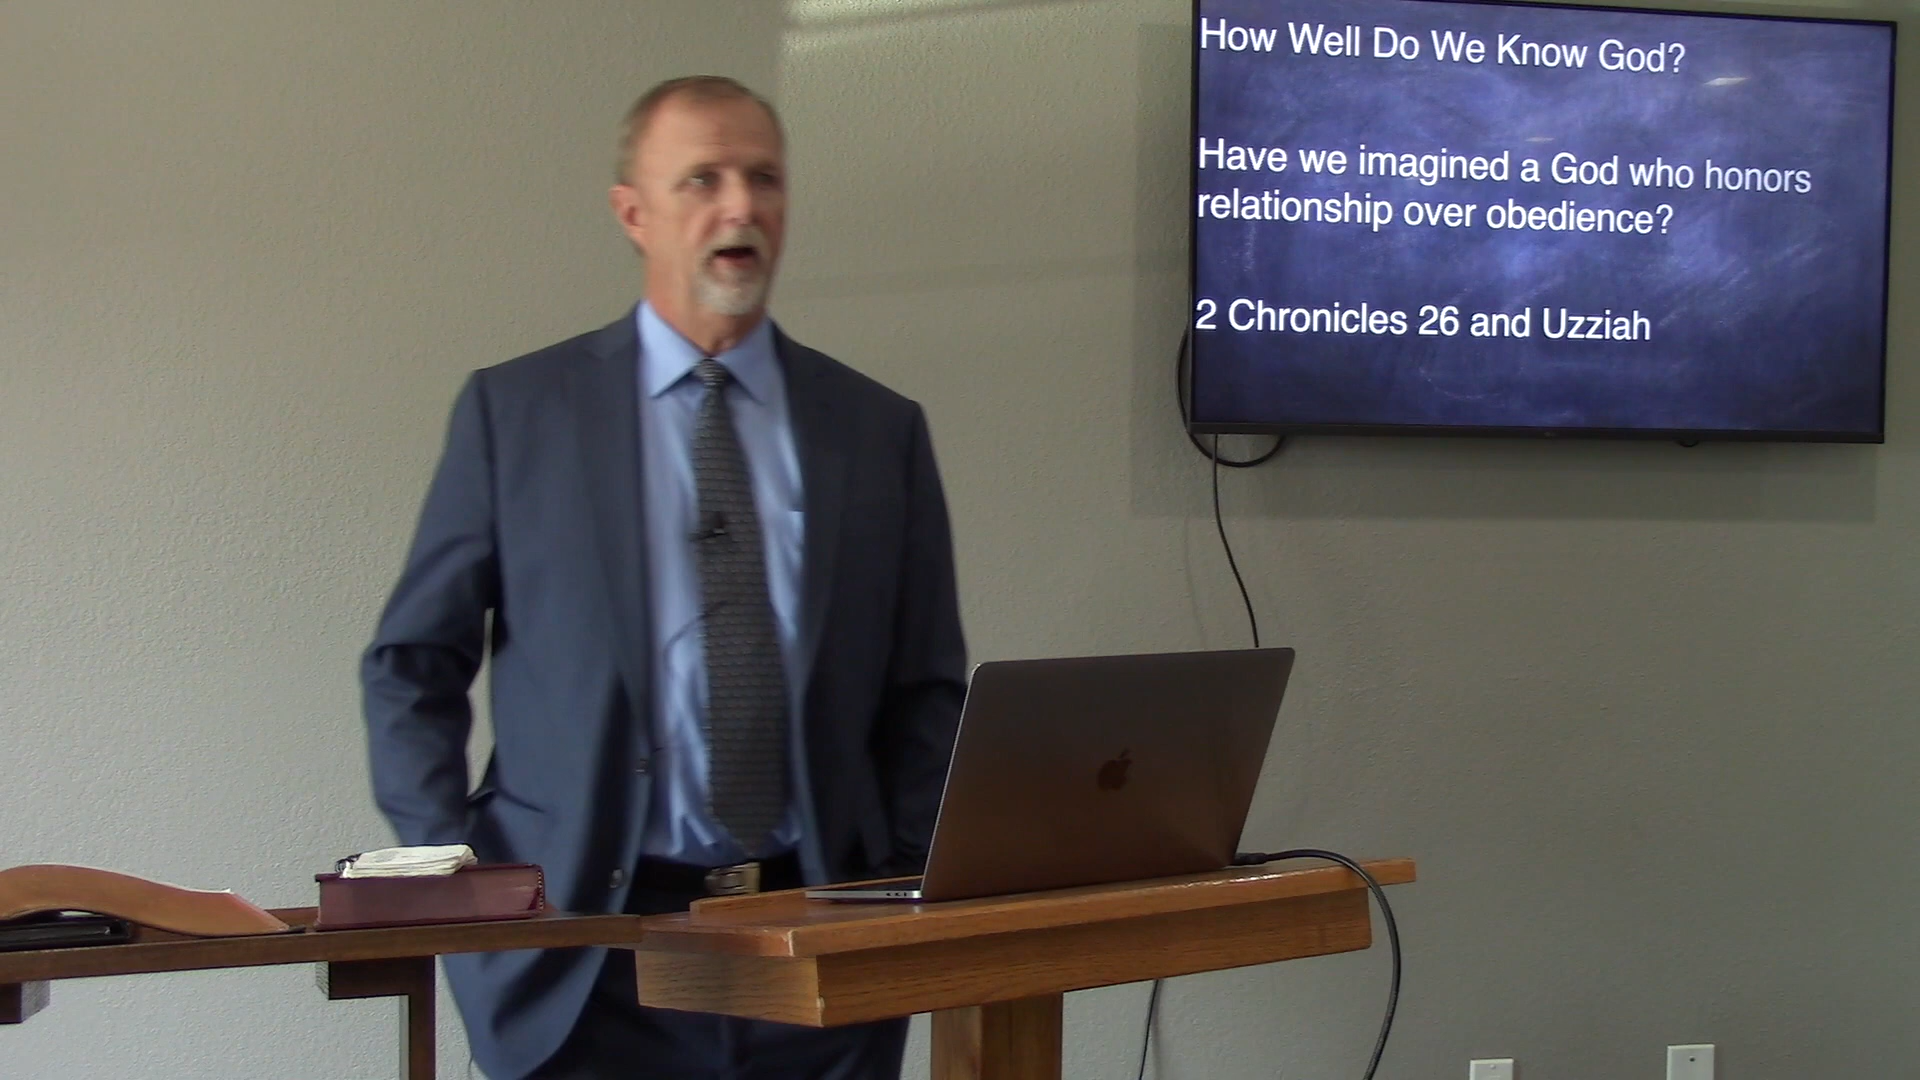 How Well Do We Know God?
Have we imagined a God who honors
relationship over obedience?
2 Chronicles 26 and Uzziah